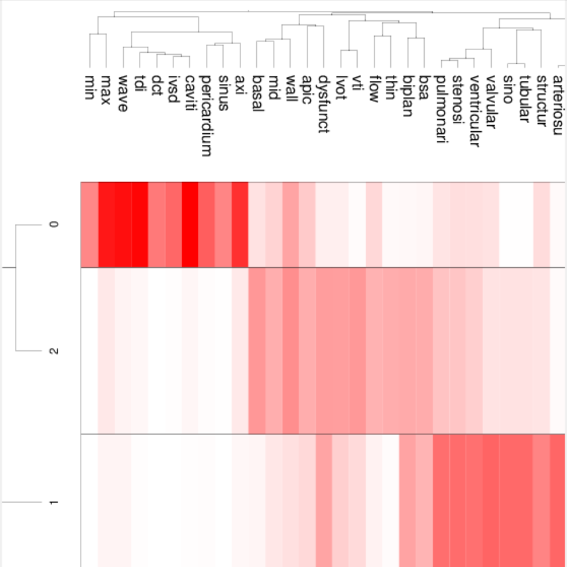 min
max
wave
tdi
dct
ivsd
caviti
pericardium
sinus
axi
basal
mid
wall
apic
dysfunct
lvot
vti
flow
thin
biplan
bsa
pulmonari
stenosi
ventricular
valvular
sino
tubular
structur
arteriosu
0
2
1